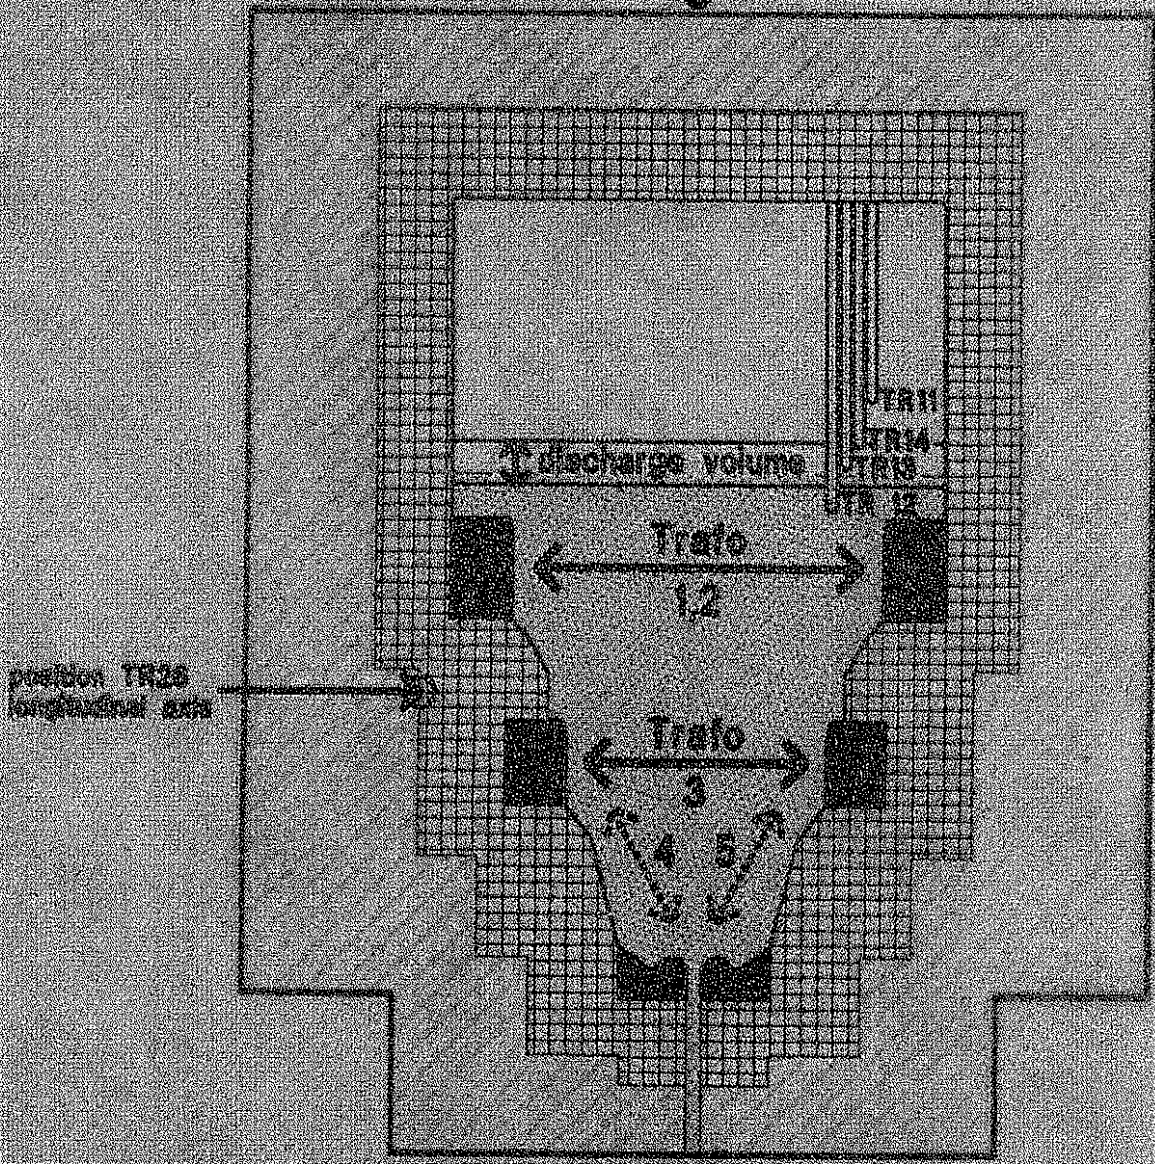 TR11
TR14
discharge volume
TR13
TR 12
Trafo
1,2
position TR26
longitudinal axis
Trafo
3
4 5